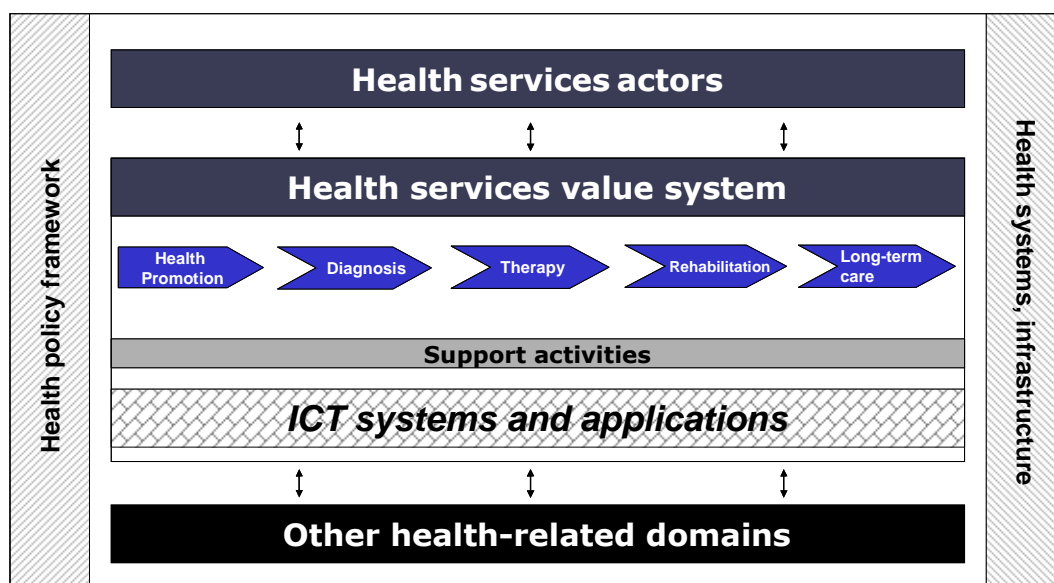 Health policy framework
Health services actors
Health services value system
Health
Promotion
Diagnosis
Therapy
Rehabilitation
Long-term
care
Support activities
ICT systems and applications
Other health-related domains
Health systems, infrastructure